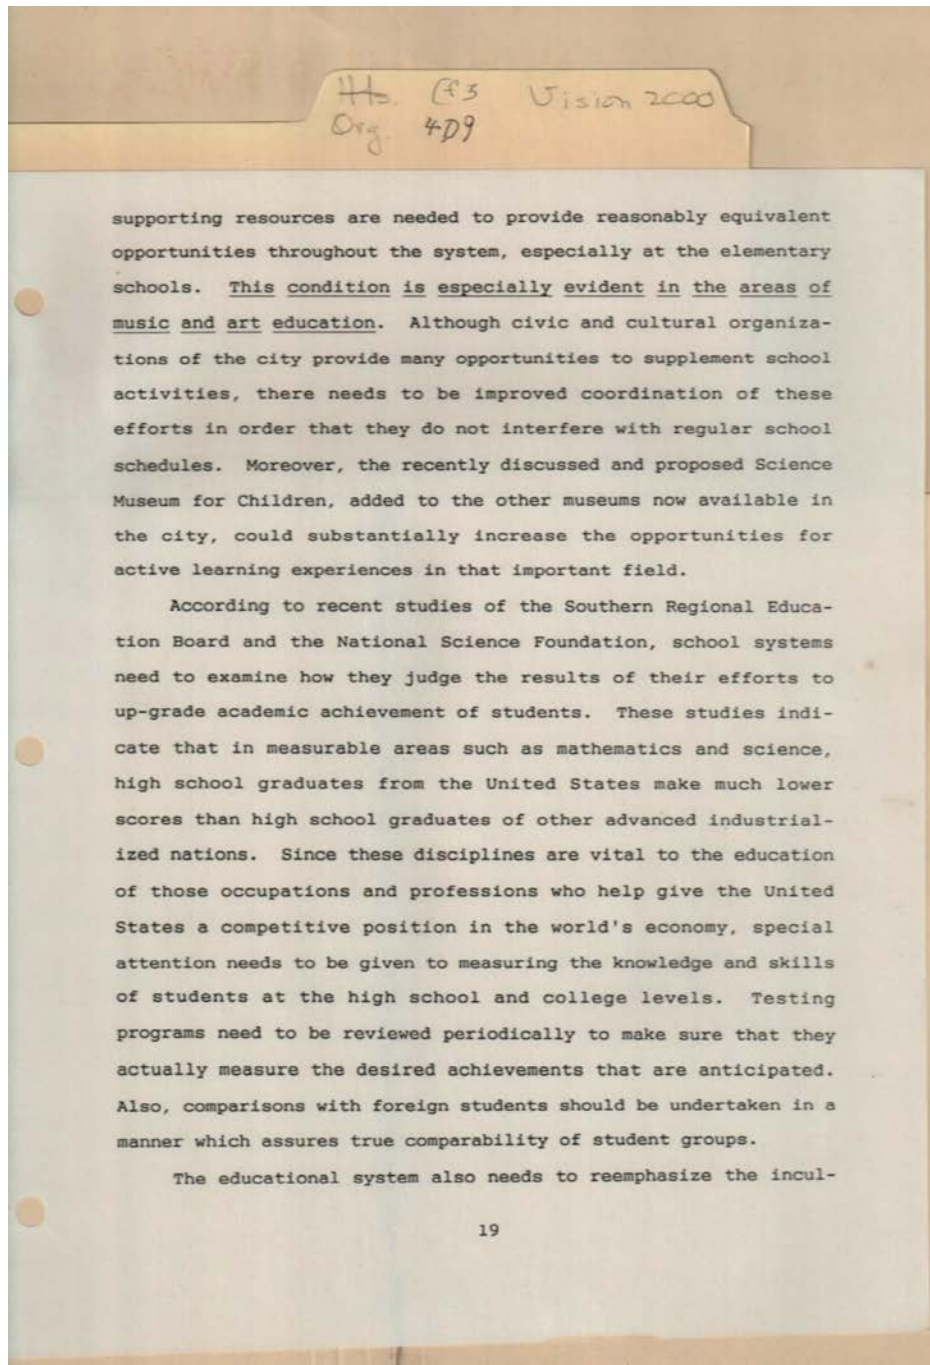 Hts. Cf3 Vision 2000
Org. 4D9
supporting resources are needed to provide reasonably equivalent
opportunities throughout the system, especially at the elementary
schools. This condition is especially evident in the areas of
music and art education. Although civic and cultural organiza-
tions of the city provide many opportunities to supplement school
activities, there needs to be improved coordination of these
efforts in order that they do not interfere with regular school
schedules. Moreover, the recently discussed and proposed Science
Museum for Children, added to the other museums now available in
the city, could substantially increase the opportunities for
active learning experiences in that important field.
According to recent studies of the Southern Regional Educa-
tion Board and the National Science Foundation, school systems
need to examine how they judge the results of their efforts to
up-grade academic achievement of students. These studies indi-
cate that in measurable areas such as mathematics and science,
high school graduates from the United States make much lower
scores than high school graduates of other advanced industrial-
ized nations. Since these disciplines are vital to the education
of those occupations and professions who help give the United
States a competitive position in the world's economy, special
attention needs to be given to measuring the knowledge and skills
of students at the high school and college levels. Testing
programs need to be reviewed periodically to make sure that they
actually measure the desired achievements that are anticipated.
Also, comparisons with foreign students should be undertaken in a
manner which assures true comparability of student groups.
The educational system also needs to reemphasize the incul-
19